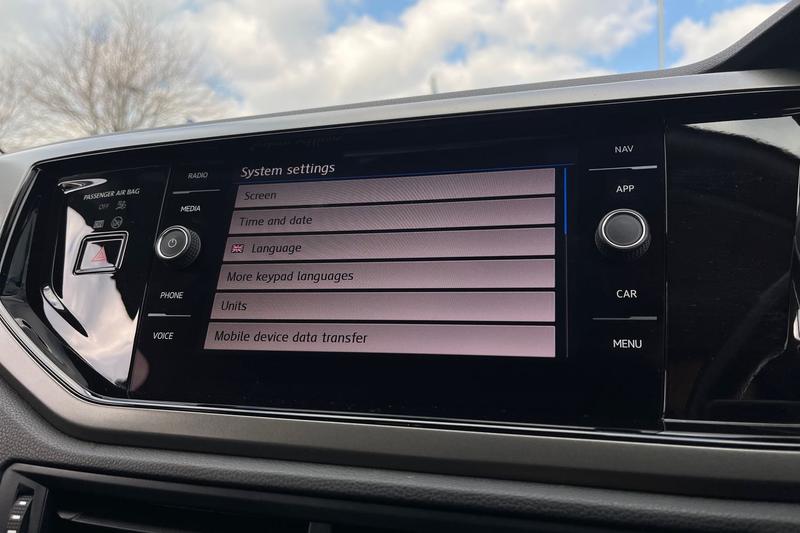 PASSENGER AIR BAG
OFF
RADIO
MEDIA
PHONE
VOICE
System settings
Screen
Time and date
Language
More keypad languages
Units
Mobile device data transfer
NAV
APP
CAR
MENU